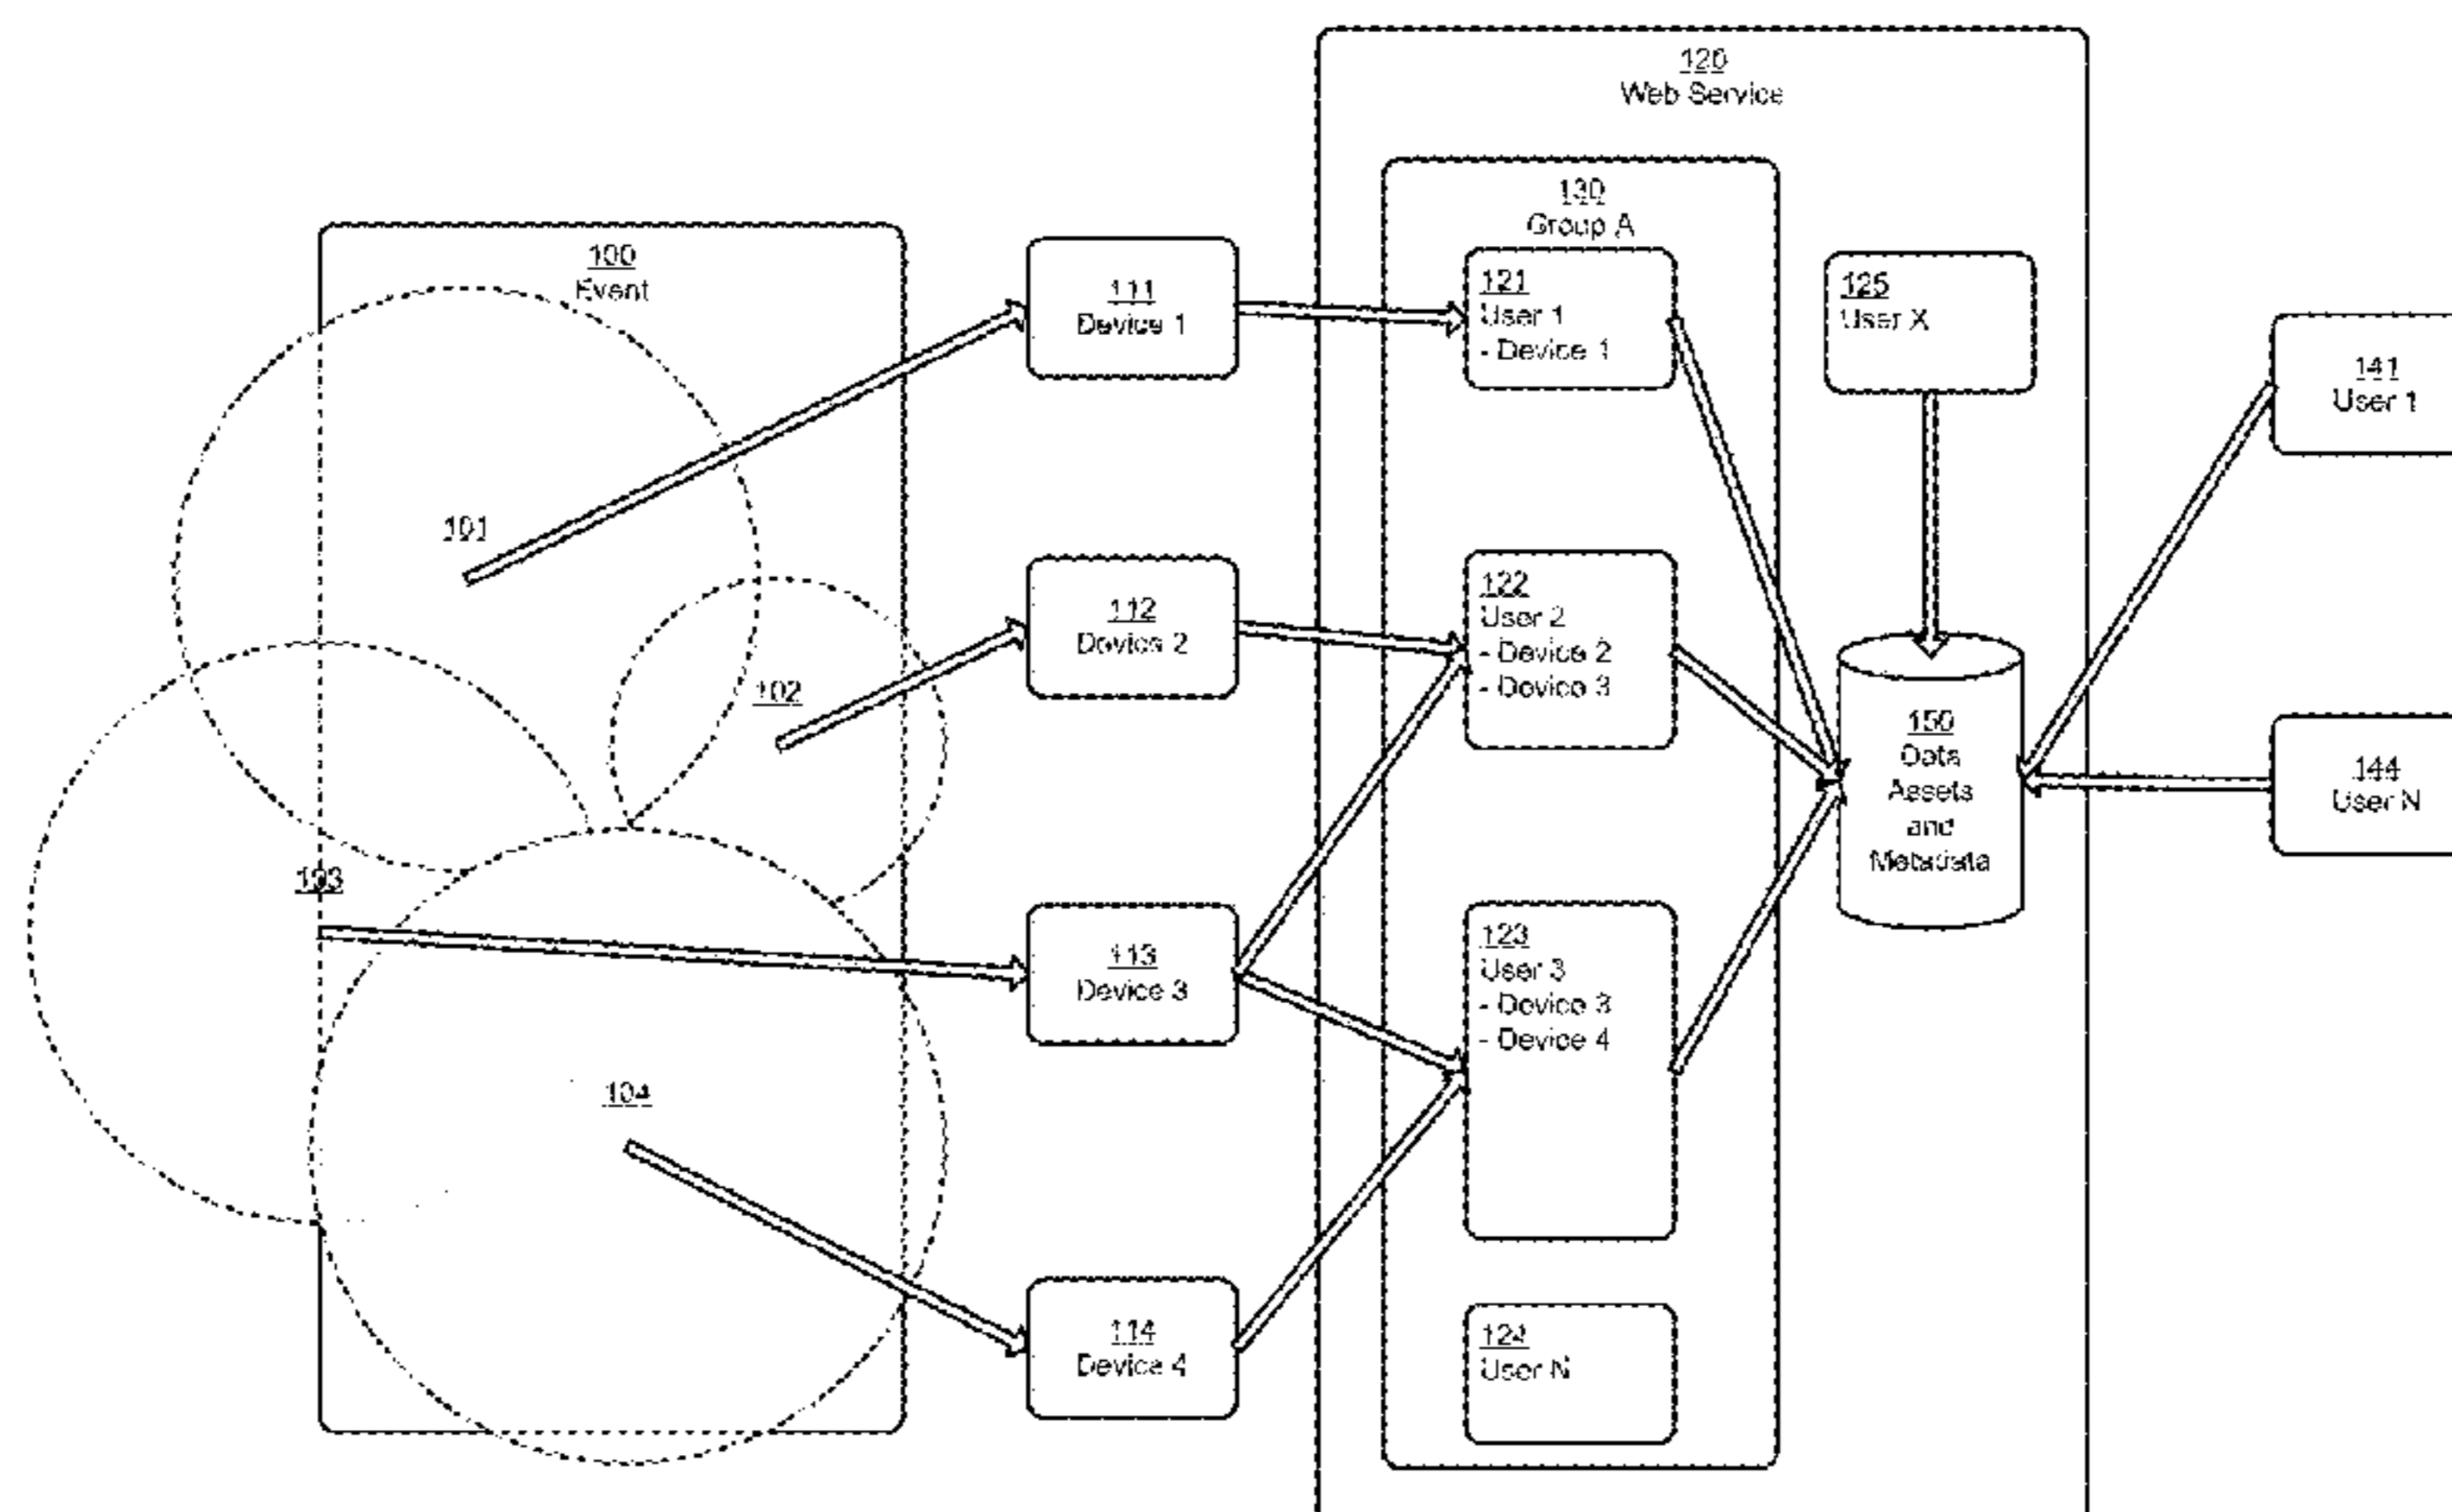 120
Web Service
130
Group A
100
Event
111
Device 1
121
User 1
- Device 1
125
User X
141
User 1
101
112
Device 2
122
User 2
- Device 2
- Device 3
102
150
Data
Assets
and
Metadata
144
User N
103
113
Device 3
123
User 3
- Device 3
- Device 4
104
114
Device 4
124
User N